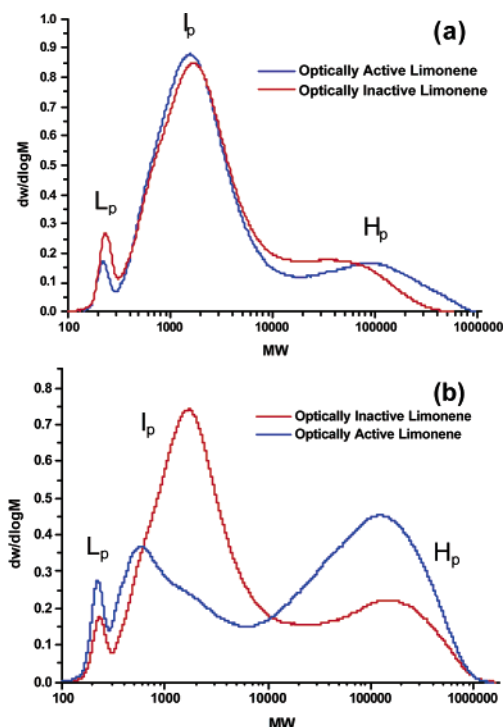 (a)
Ip
Optically Active Limonene
Optically Inactive Limonene
Lp
Hp
dw/dlogM
1.0
0.9
0.8
0.7
0.6
0.5
0.4
0.3
0.2
0.1
0.0
100 1000 10000 100000 1000000
MW
(b)
Ip
Optically Inactive Limonene
Optically Active Limonene
Lp
Hp
dw/dlogM
0.8
0.7
0.6
0.5
0.4
0.3
0.2
0.1
0.0
100 1000 10000 100000 1000000
MW